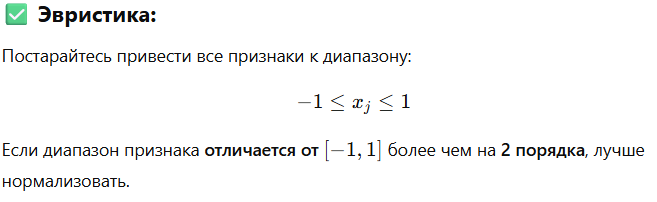 ✅ Эвристика:
Постарайтесь привести все признаки к диапазону:
−1 ≤ xⱼ ≤ 1
Если диапазон признака отличается от [−1, 1] более чем на 2 порядка, лучше
нормализовать.